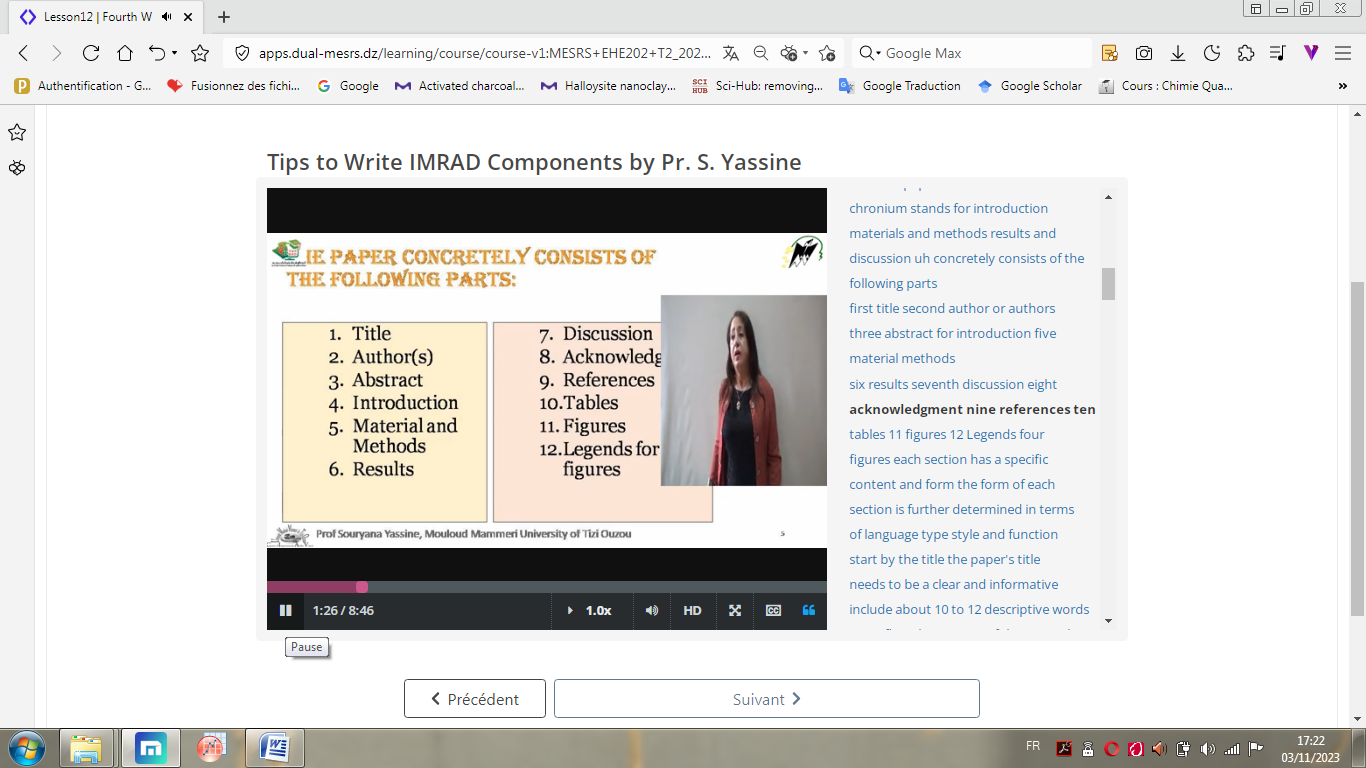 Lesson12 | Fourth W
apps.dual-mesrs.dz/learning/course/course-v1:MESRS+EHE202+T2_202...
Google Max
Authentification - G...
Fusionnez des fichi...
Google
Activated charcoal...
Halloysite nanoclay...
SCI HUB
Sci-Hub: removing...
Google Traduction
Google Scholar
Cours : Chimie Qua...
Tips to Write IMRAD Components by Pr. S. Yassine
IE PAPER CONCRETELY CONSISTS OF
THE FOLLOWING PARTS:
1. Title
2. Author(s)
3. Abstract
4. Introduction
5. Material and
Methods
6. Results
7. Discussion
8. Acknowledg
9. References
10.Tables
11. Figures
12.Legends for
figures
Prof Souryana Yassine, Mouloud Mammeri University of Tizi Ouzou
5
chronium stands for introduction
materials and methods results and
discussion uh concretely consists of the
following parts
first title second author or authors
three abstract for introduction five
material methods
six results seventh discussion eight
acknowledgment nine references ten
tables 11 figures 12 Legends four
figures each section has a specific
content and form the form of each
section is further determined in terms
of language type style and function
start by the title the paper's title
needs to be a clear and informative
include about 10 to 12 descriptive words
1:26 / 8:46
1.0x
HD
Pause
Précédent
Suivant
FR
17:22
03/11/2023